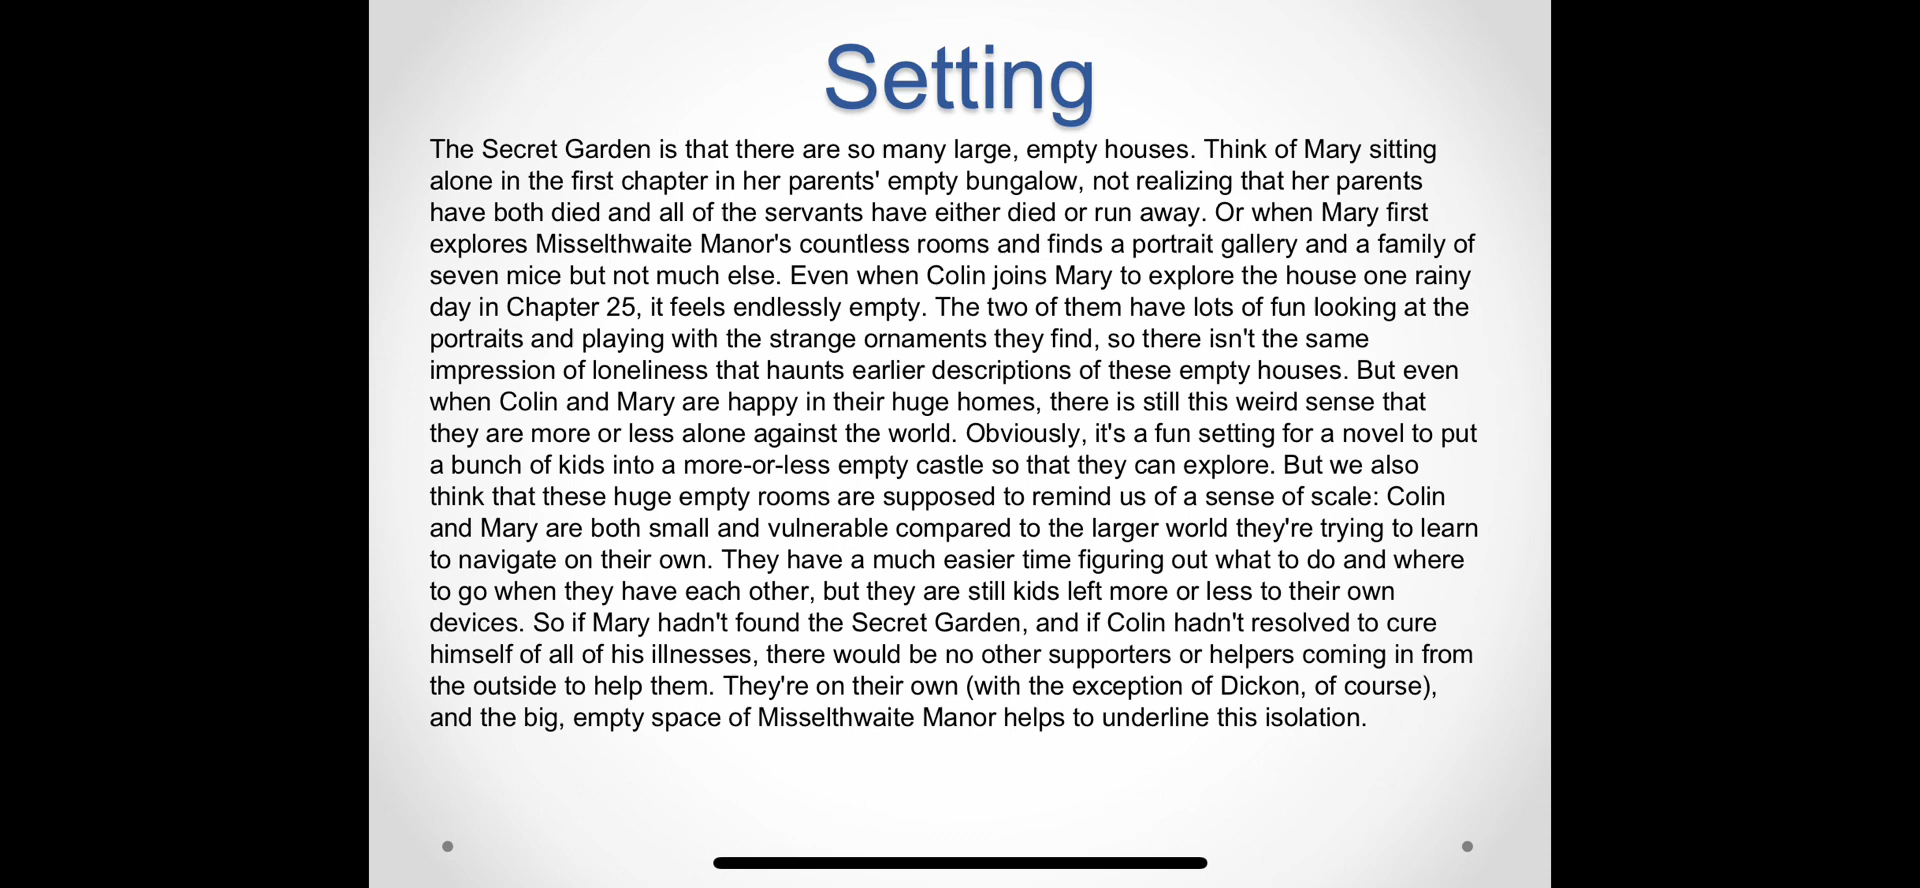 Setting
The Secret Garden is that there are so many large, empty houses. Think of Mary sitting
alone in the first chapter in her parents' empty bungalow, not realizing that her parents
have both died and all of the servants have either died or run away. Or when Mary first
explores Misselthwaite Manor's countless rooms and finds a portrait gallery and a family of
seven mice but not much else. Even when Colin joins Mary to explore the house one rainy
day in Chapter 25, it feels endlessly empty. The two of them have lots of fun looking at the
portraits and playing with the strange ornaments they find, so there isn't the same
impression of loneliness that haunts earlier descriptions of these empty houses. But even
when Colin and Mary are happy in their huge homes, there is still this weird sense that
they are more or less alone against the world. Obviously, it's a fun setting for a novel to put
a bunch of kids into a more-or-less empty castle so that they can explore. But we also
think that these huge empty rooms are supposed to remind us of a sense of scale: Colin
and Mary are both small and vulnerable compared to the larger world they're trying to learn
to navigate on their own. They have a much easier time figuring out what to do and where
to go when they have each other, but they are still kids left more or less to their own
devices. So if Mary hadn't found the Secret Garden, and if Colin hadn't resolved to cure
himself of all of his illnesses, there would be no other supporters or helpers coming in from
the outside to help them. They're on their own (with the exception of Dickon, of course),
and the big, empty space of Misselthwaite Manor helps to underline this isolation.